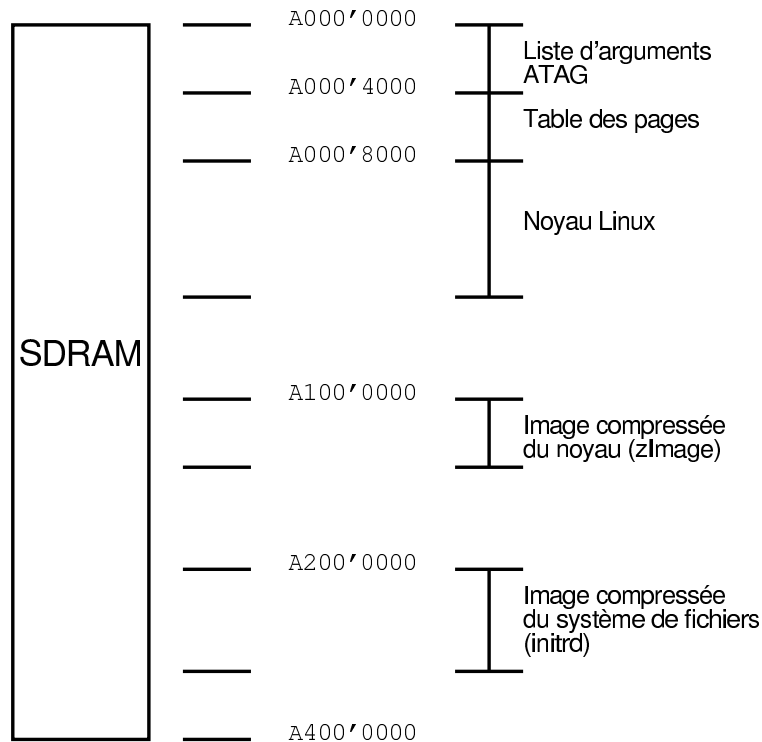 A000'0000
Liste d'arguments
ATAG
A000'4000
Table des pages
A000'8000
Noyau Linux
SDRAM
A100'0000
Image compressée
du noyau (zImage)
A200'0000
Image compressée
du système de fichiers
(initrd)
A400'0000